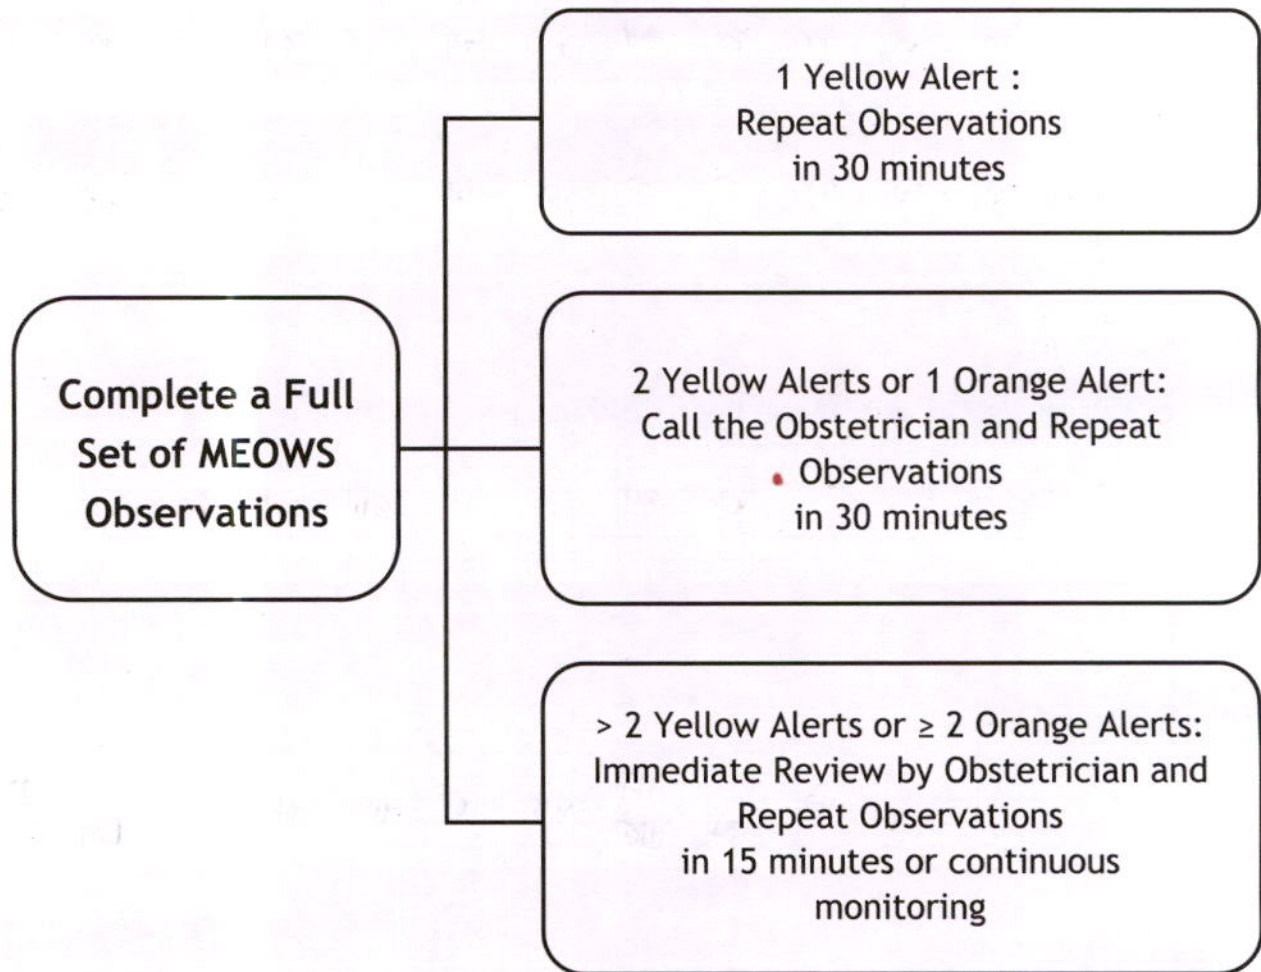 1 Yellow Alert :
Repeat Observations
in 30 minutes
Complete a Full
Set of MEOWS
Observations
2 Yellow Alerts or 1 Orange Alert:
Call the Obstetrician and Repeat
Observations
in 30 minutes
> 2 Yellow Alerts or ≥ 2 Orange Alerts:
Immediate Review by Obstetrician and
Repeat Observations
in 15 minutes or continuous
monitoring